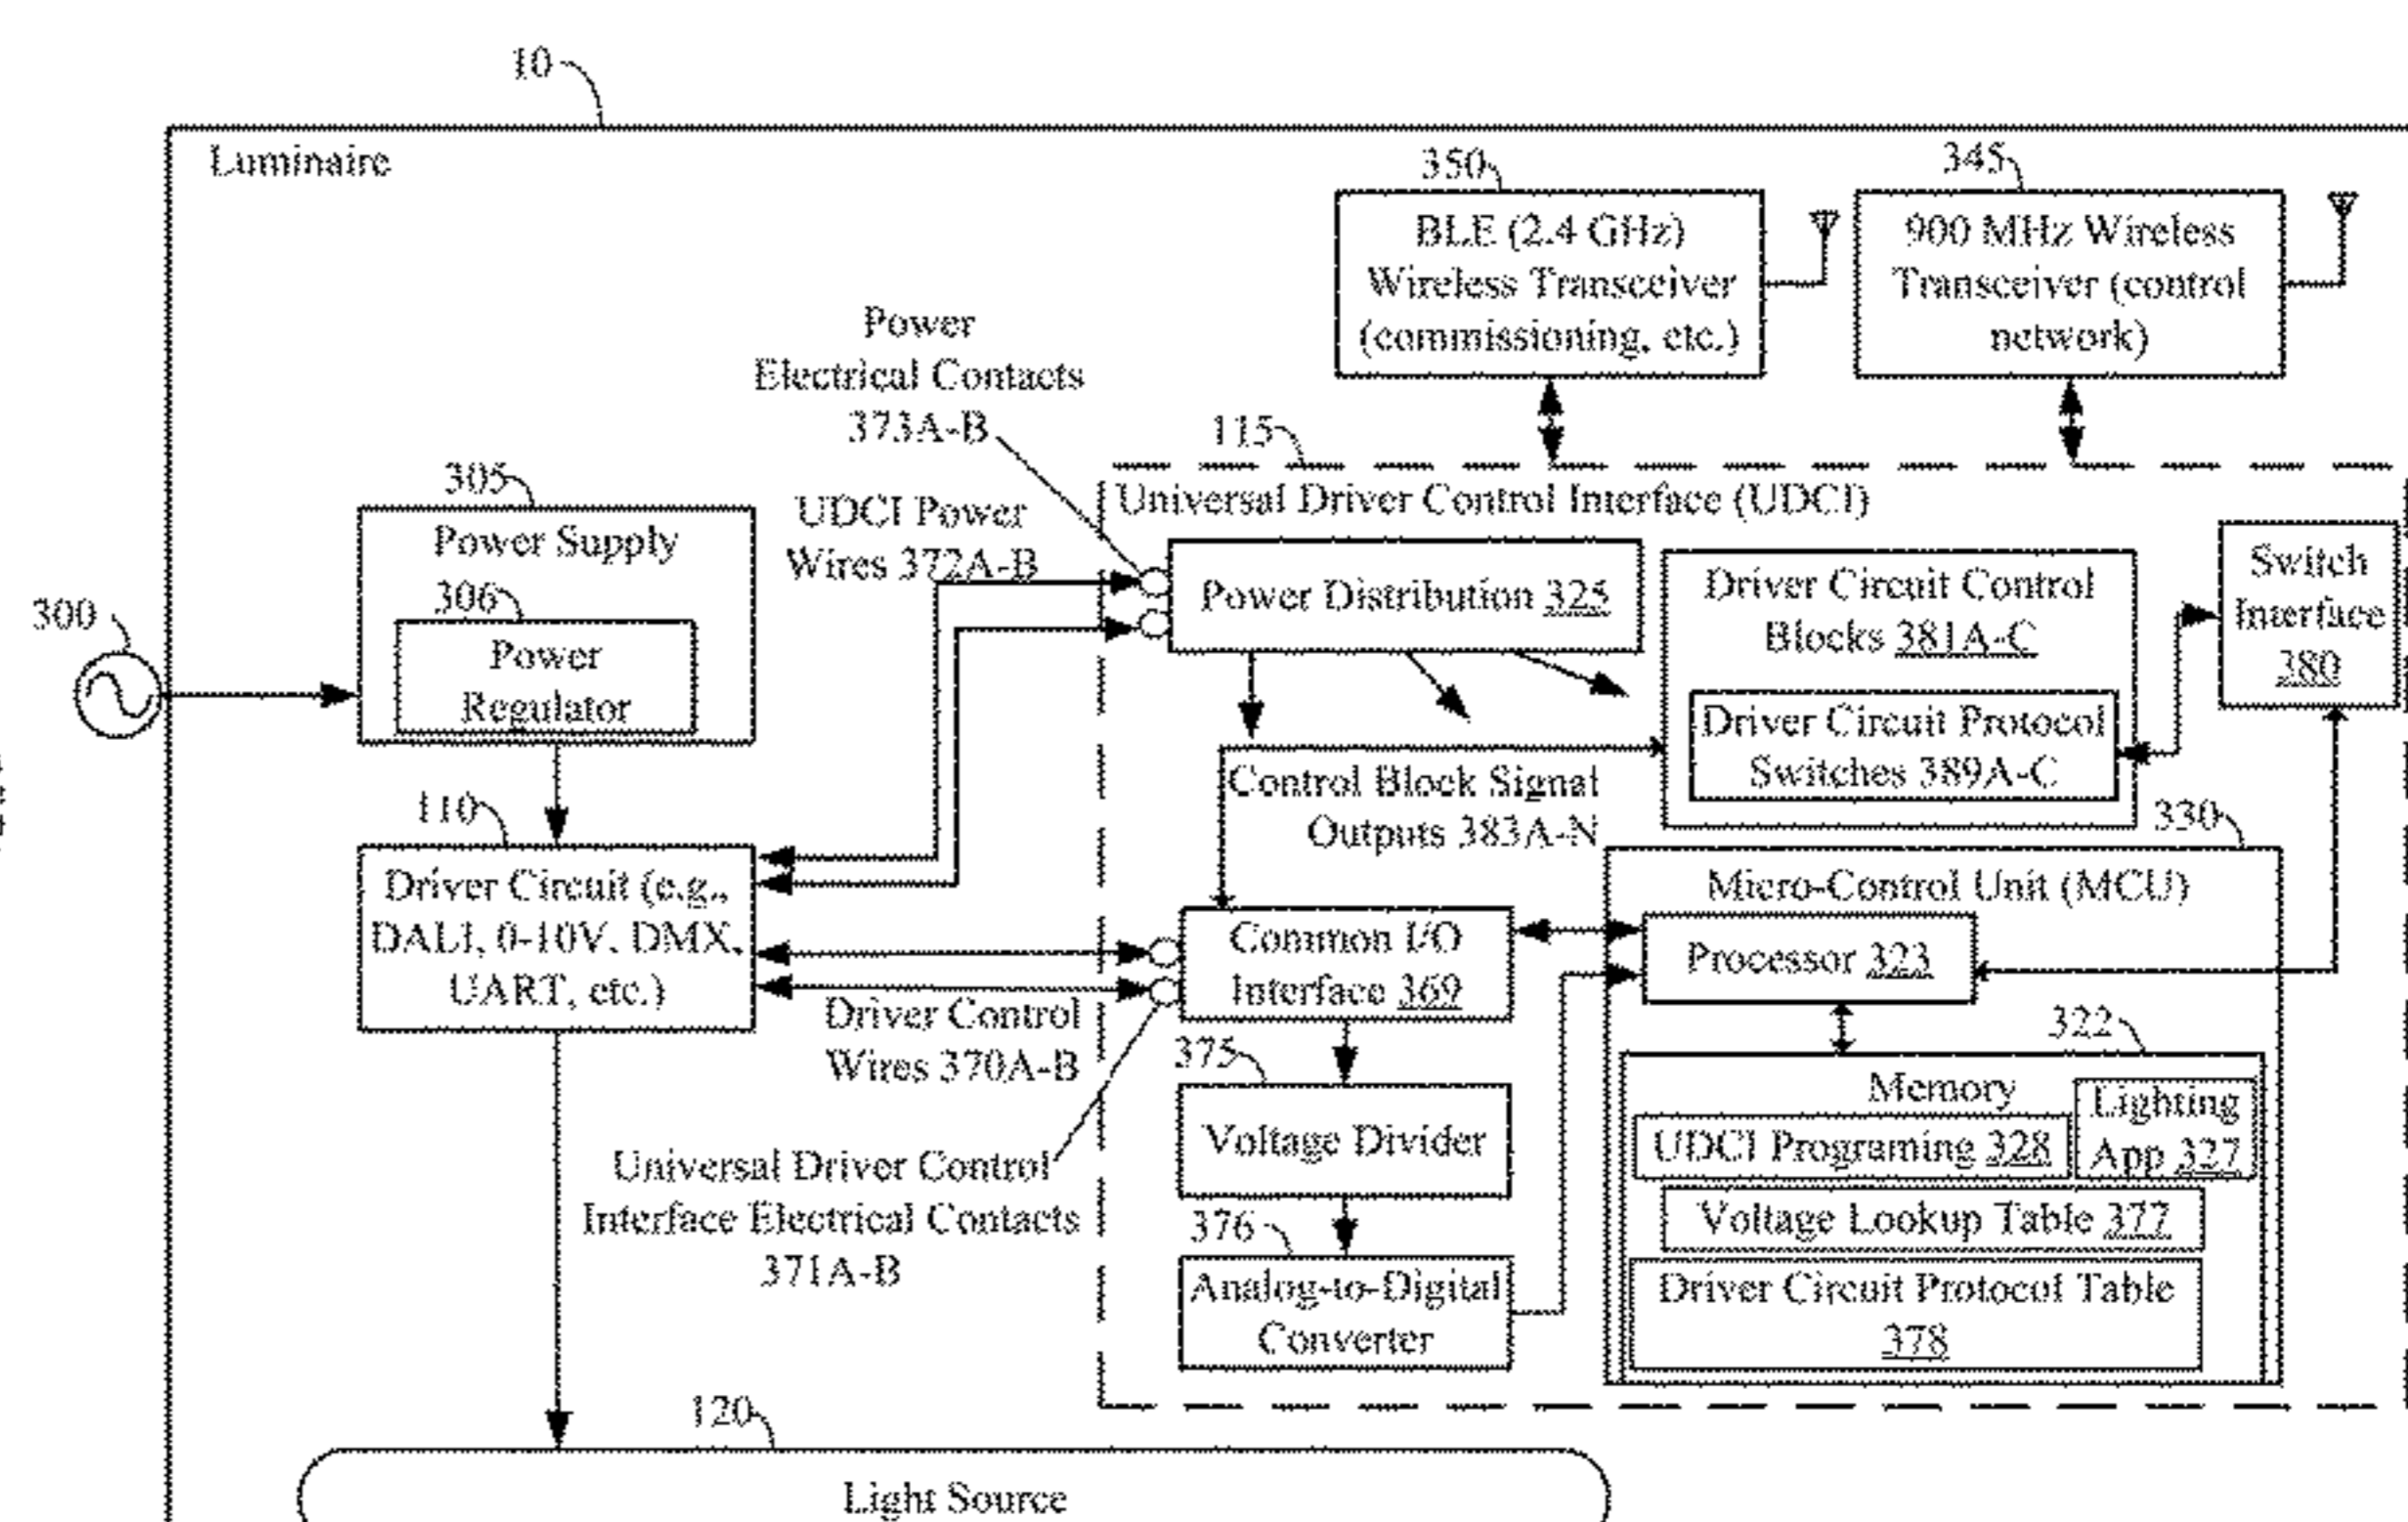 10
Luminaire
350
BLE (2.4 GHz)
Wireless Transceiver
(commissioning, etc.)
345
900 MHz Wireless
Transceiver (control
network)
Power
Electrical Contacts
373A-B
115
Universal Driver Control Interface (UDCI)
305
Power Supply
306
Power
Regulator
300
UDCI Power
Wires 372A-B
Power Distribution 325
Driver Circuit Control
Blocks 381A-C
Driver Circuit Protocol
Switches 389A-C
Switch
Interface
380
Control Block Signal
Outputs 383A-N
110
Driver Circuit (e.g.,
DALI, 0-10V, DMX,
UART, etc.)
Driver Control
Wires 370A-B
Common I/O
Interface 369
330
Micro-Control Unit (MCU)
Processor 323
322
Memory
Lighting
App 327
UDCI Programing 328
Voltage Lookup Table 377
Driver Circuit Protocol Table
378
375
Voltage Divider
376
Analog-to-Digital
Converter
Universal Driver Control
Interface Electrical Contacts
371A-B
120
Light Source